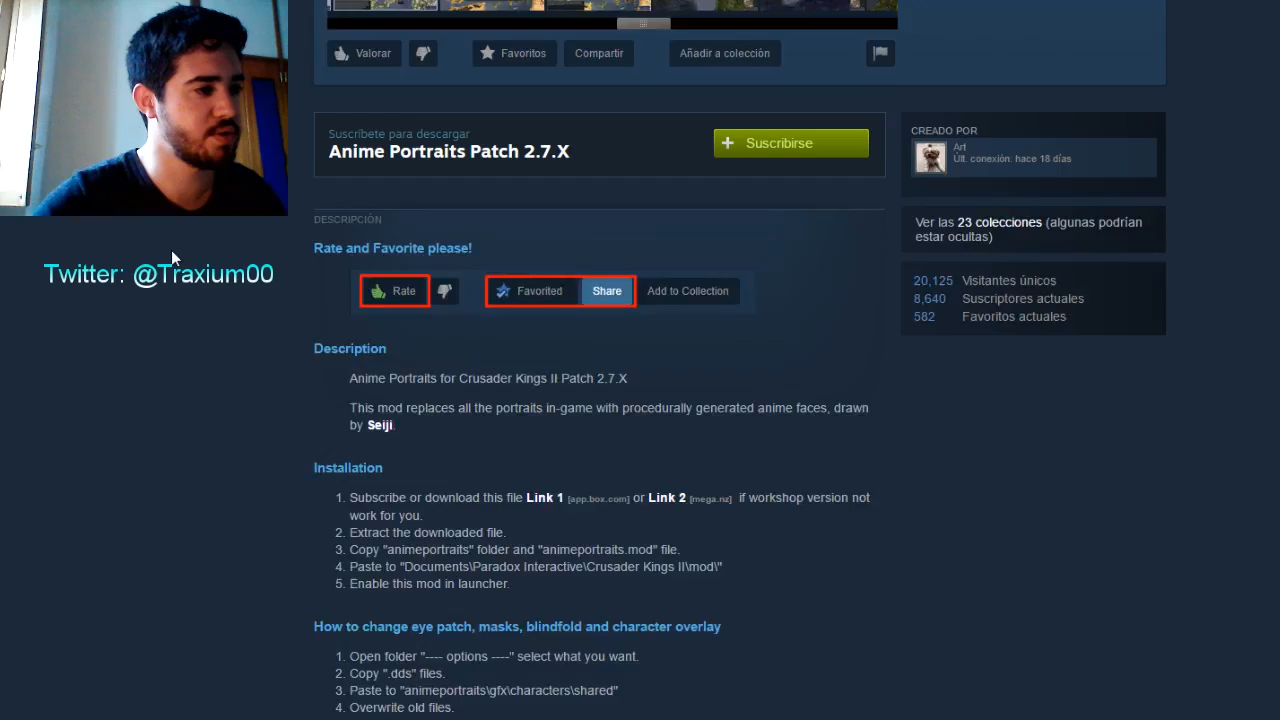 Valorar
Favoritos
Compartir
Añadir a colección
Suscríbete para descargar
Anime Portraits Patch 2.7.X
+ Suscribirse
CREADO POR
Art
Últ. conexión: hace 18 días
Ver las 23 colecciones (algunas podrían
estar ocultas)
20,125 Visitantes únicos
8,640 Suscriptores actuales
582 Favoritos actuales
Twitter: @Traxium00
DESCRIPCIÓN
Rate and Favorite please!
Rate
Favorited
Share
Add to Collection
Description
Anime Portraits for Crusader Kings II Patch 2.7.X
This mod replaces all the portraits in-game with procedurally generated anime faces, drawn
by Seiji.
Installation
1. Subscribe or download this file Link 1 [app.box.com] or Link 2 [mega.nz] if workshop version not
work for you.
2. Extract the downloaded file.
3. Copy "animeportraits" folder and "animeportraits.mod" file.
4. Paste to "Documents\Paradox Interactive\Crusader Kings II\mod\"
5. Enable this mod in launcher.
How to change eye patch, masks, blindfold and character overlay
1. Open folder "---- options ----" select what you want.
2. Copy ".dds" files.
3. Paste to "animeportraits\gfx\characters\shared"
4. Overwrite old files.